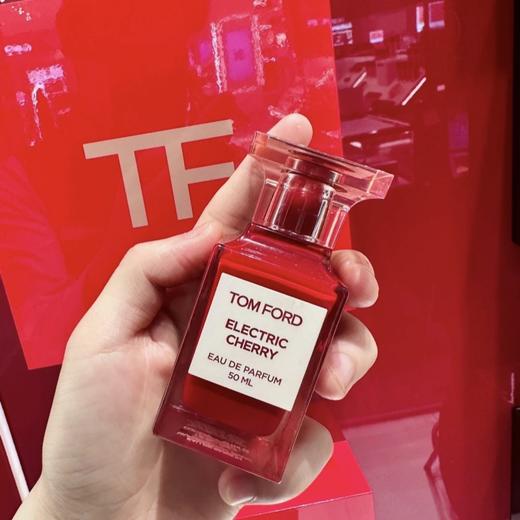 TF
TOM FORD
ELECTRIC
CHERRY
EAU DE PARFUM
50 ML